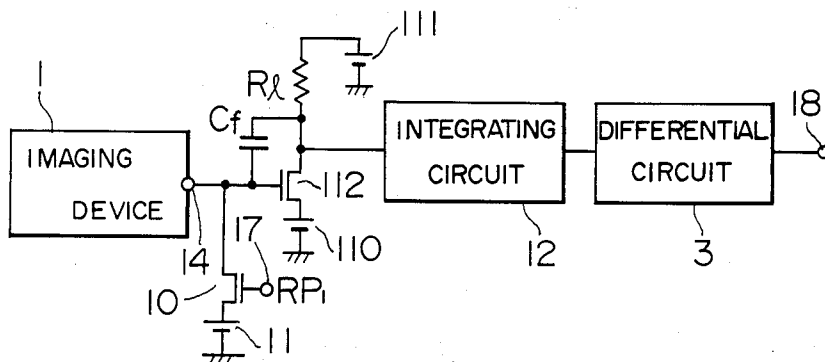 111
1
Rℓ
18
Cf
IMAGING
DEVICE
INTEGRATING
CIRCUIT
DIFFERENTIAL
CIRCUIT
112
17
110
14
12
3
10
RP₁
11